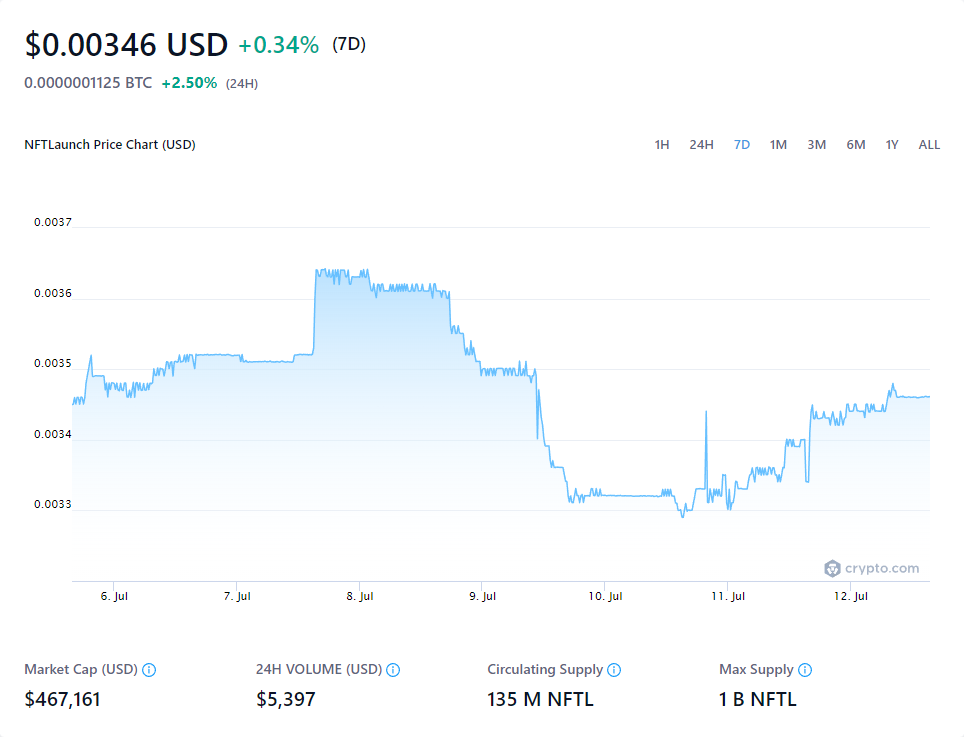 $0.00346 USD +0.34% (7D)
0.0000001125 BTC +2.50% (24H)
NFTLaunch Price Chart (USD) 1H 24H 7D 1M 3M 6M 1Y ALL
0.0037
0.0036
0.0035
0.0034
0.0033
crypto.com
6. Jul 7. Jul 8. Jul 9. Jul 10. Jul 11. Jul 12. Jul
Market Cap (USD) 24H VOLUME (USD) Circulating Supply Max Supply
$467,161 $5,397 135 M NFTL 1 B NFTL